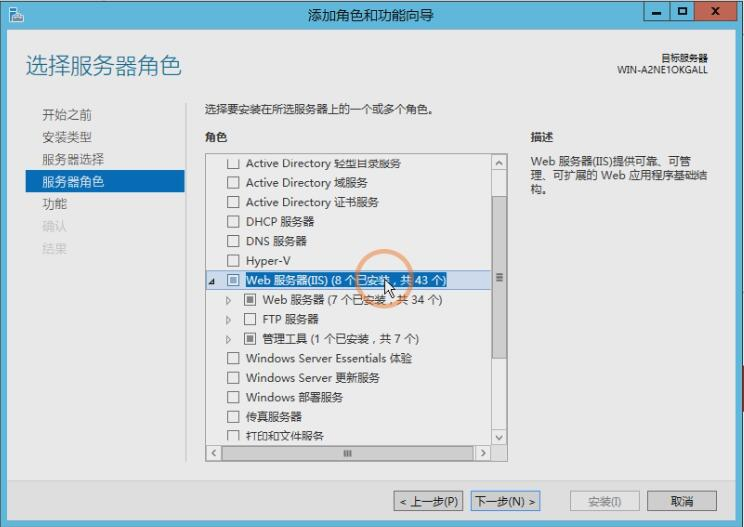 添加角色和功能向导
选择服务器角色
目标服务器
WIN-A2NE1OKGALL
开始之前
安装类型
服务器选择
服务器角色
功能
确认
结果
选择要安装在所选服务器上的一个或多个角色。
角色
Active Directory 轻型目录服务
Active Directory 域服务
Active Directory 证书服务
DHCP 服务器
DNS 服务器
Hyper-V
Web 服务器(IIS) (8 个已安装，共 43 个)
Web 服务器 (7 个已安装，共 34 个)
FTP 服务器
管理工具 (1 个已安装，共 7 个)
Windows Server Essentials 体验
Windows Server 更新服务
Windows 部署服务
传真服务器
打印和文件服务
描述
Web 服务器(IIS)提供可靠、可管
理、可扩展的 Web 应用程序基础结
构。
< 上一步(P)
下一步(N) >
安装(I)
取消